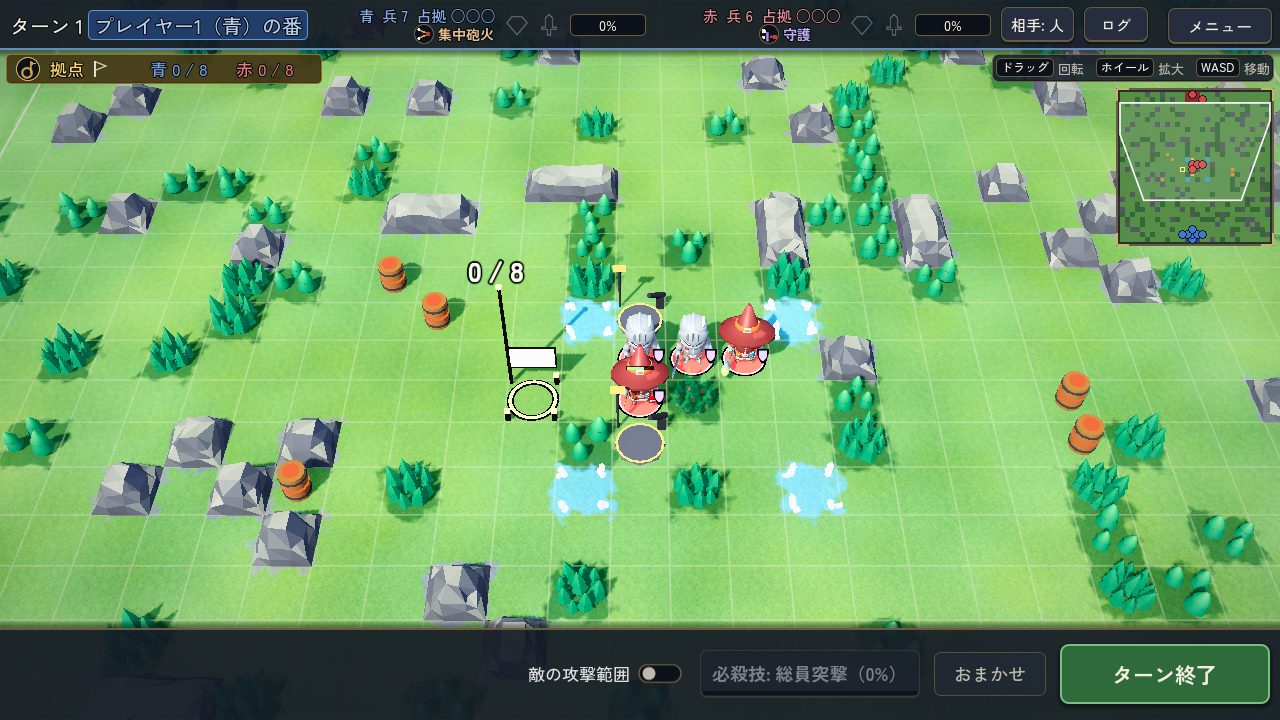 ターン 1 プレイヤー1（青）の番
青 兵 7 占拠 〇〇〇
集中砲火
0%
赤 兵 6 占拠 〇〇〇
守護
0%
相手: 人
ログ
メニュー
拠点 青 0 / 8 赤 0 / 8
ドラッグ 回転 ホイール 拡大 WASD 移動
0 / 8
敵の攻撃範囲
必殺技: 総員突撃（0%）
おまかせ
ターン終了